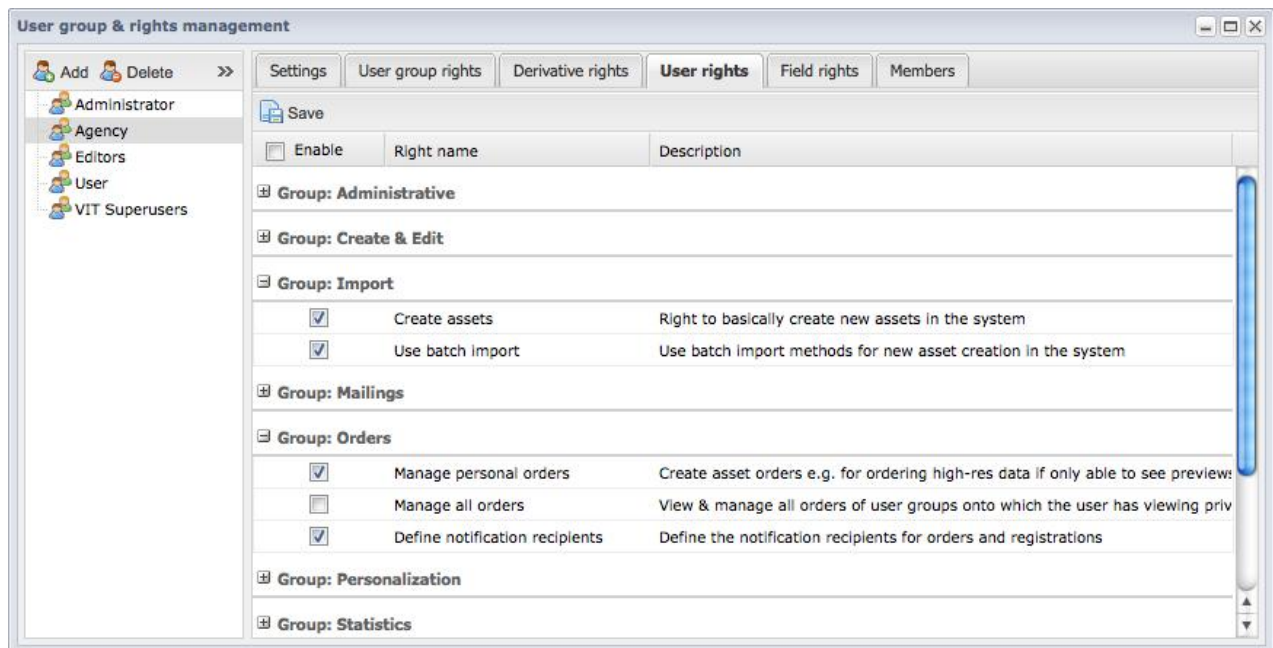 User group & rights management
Add Delete »
Administrator
Agency
Editors
User
VIT Superusers
Settings User group rights Derivative rights User rights Field rights Members
Save
Enable Right name Description
Group: Administrative
Group: Create & Edit
Group: Import
Create assets Right to basically create new assets in the system
Use batch import Use batch import methods for new asset creation in the system
Group: Mailings
Group: Orders
Manage personal orders Create asset orders e.g. for ordering high-res data if only able to see previews
Manage all orders View & manage all orders of user groups onto which the user has viewing priv
Define notification recipients Define the notification recipients for orders and registrations
Group: Personalization
Group: Statistics